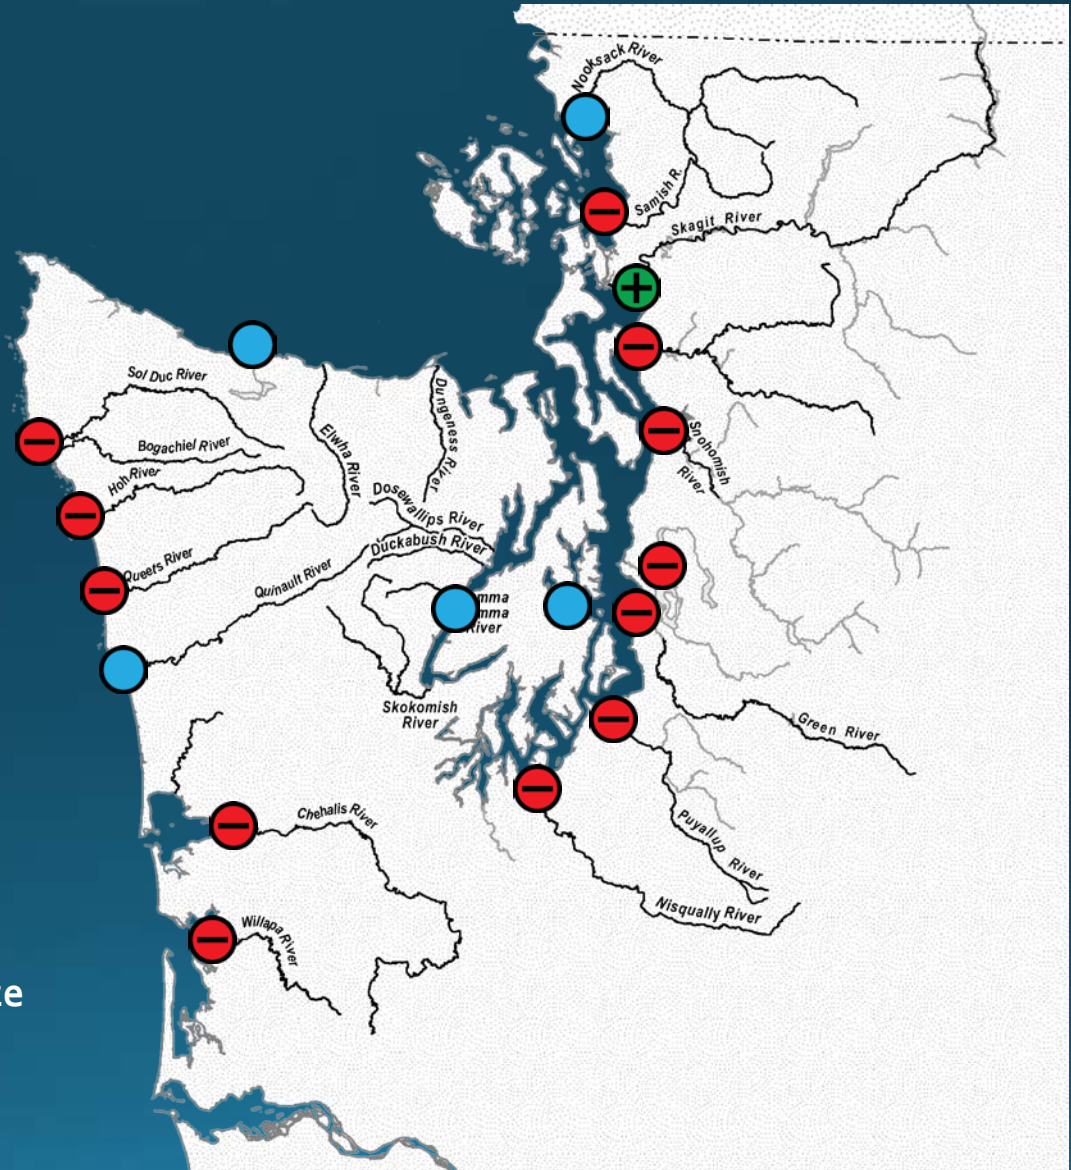 Nooksack River
Samish R.
Skagit River
Sol Duc River
Bogachiel River
Hoh River
Elwha River
Dungeness River
Snohomish
River
Dosewallips River
Duckabush River
Queets River
Quinault River
mma
mma
River
Skokomish
River
Green River
Chehalis River
Puyallup River
Nisqually River
Willapa River